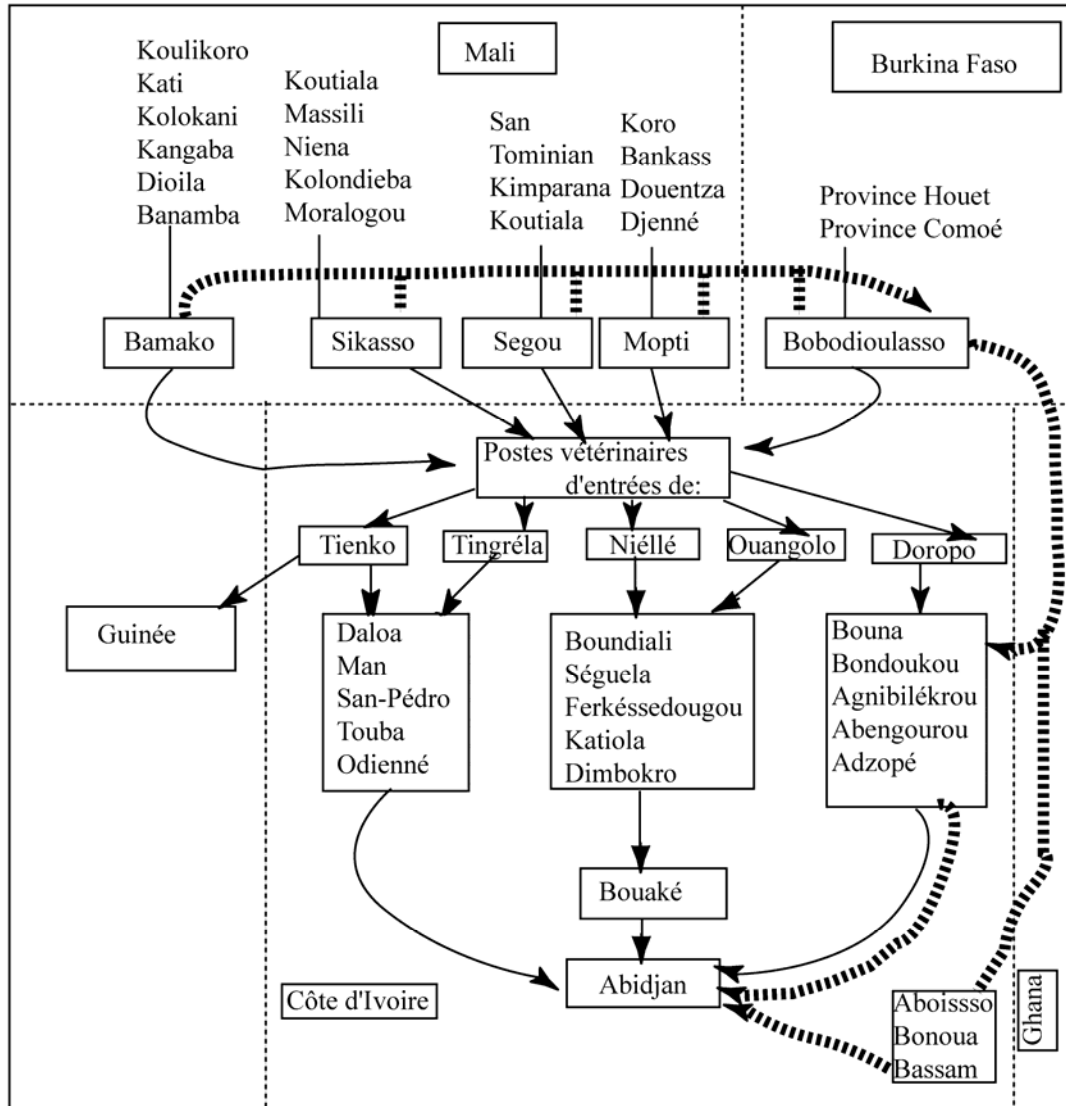 Mali
Burkina Faso
Koulikoro
Kati
Kolokani
Kangaba
Dioila
Banamba
Koutiala
Massili
Niena
Kolondieba
Moralogou
San
Tominian
Kimparana
Koutiala
Koro
Bankass
Douentza
Djenné
Province Houet
Province Comoé
Bamako
Sikasso
Segou
Mopti
Bobodioulasso
Postes vétérinaires
d'entrées de:
Tienko
Tingréla
Niéllé
Ouangolo
Doropo
Guinée
Daloa
Man
San-Pédro
Touba
Odienné
Boundiali
Séguela
Ferkéssedougou
Katiola
Dimbokro
Bouna
Bondoukou
Agnibilékrou
Abengourou
Adzopé
Bouaké
Abidjan
Côte d'Ivoire
Aboissso
Bonoua
Bassam
Ghana